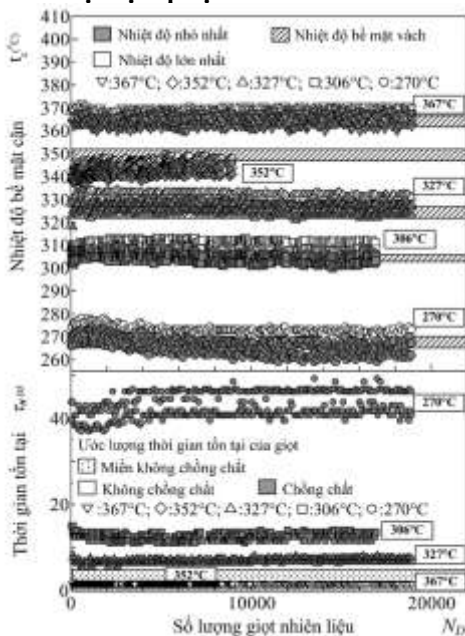 410
400
390
380
370
360
350
340
330
320
310
300
290
280
270
260
Nhiệt độ bề mặt cặn
Nhiệt độ nhỏ nhất
Nhiệt độ bề mặt vách
Nhiệt độ lớn nhất
▽:367°C; ◇:352°C; △:327°C; □:306°C; ○:270°C
367°C
352°C
327°C
306°C
270°C
40
20
0
Thời gian tồn tại
270°C
Ước lượng thời gian tồn tại của giọt
Miền không chồng chất
Không chồng chất
Chồng chất
▽:367°C; ◇:352°C; △:327°C; □:306°C; ○:270°C
306°C
327°C
352°C
367°C
0
10000
20000
Số lượng giọt nhiên liệu